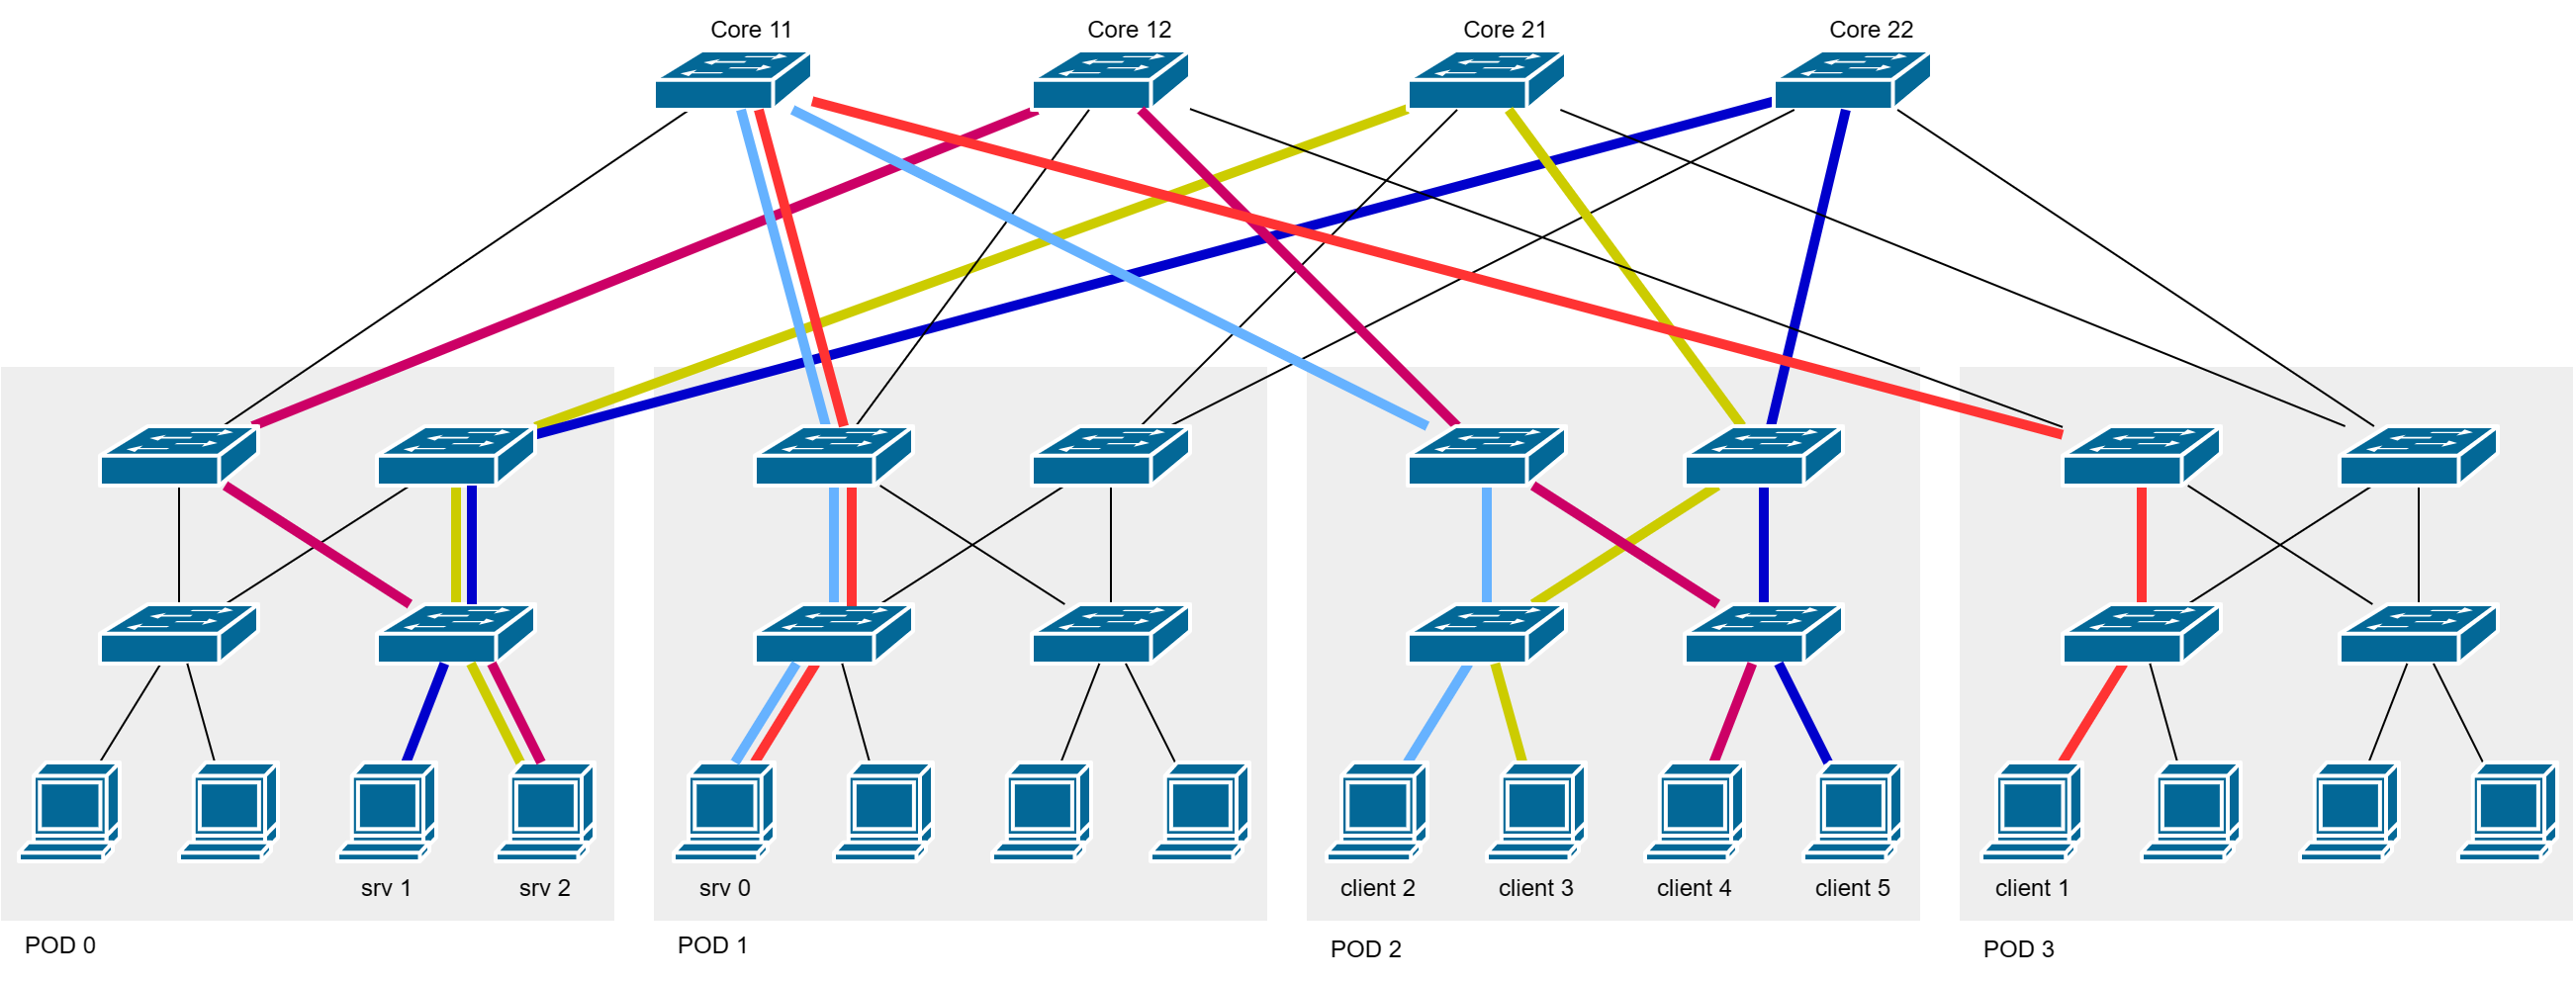 Core 11
Core 12
Core 21
Core 22
srv 1
srv 2
srv 0
client 2
client 3
client 4
client 5
client 1
POD 0
POD 1
POD 2
POD 3